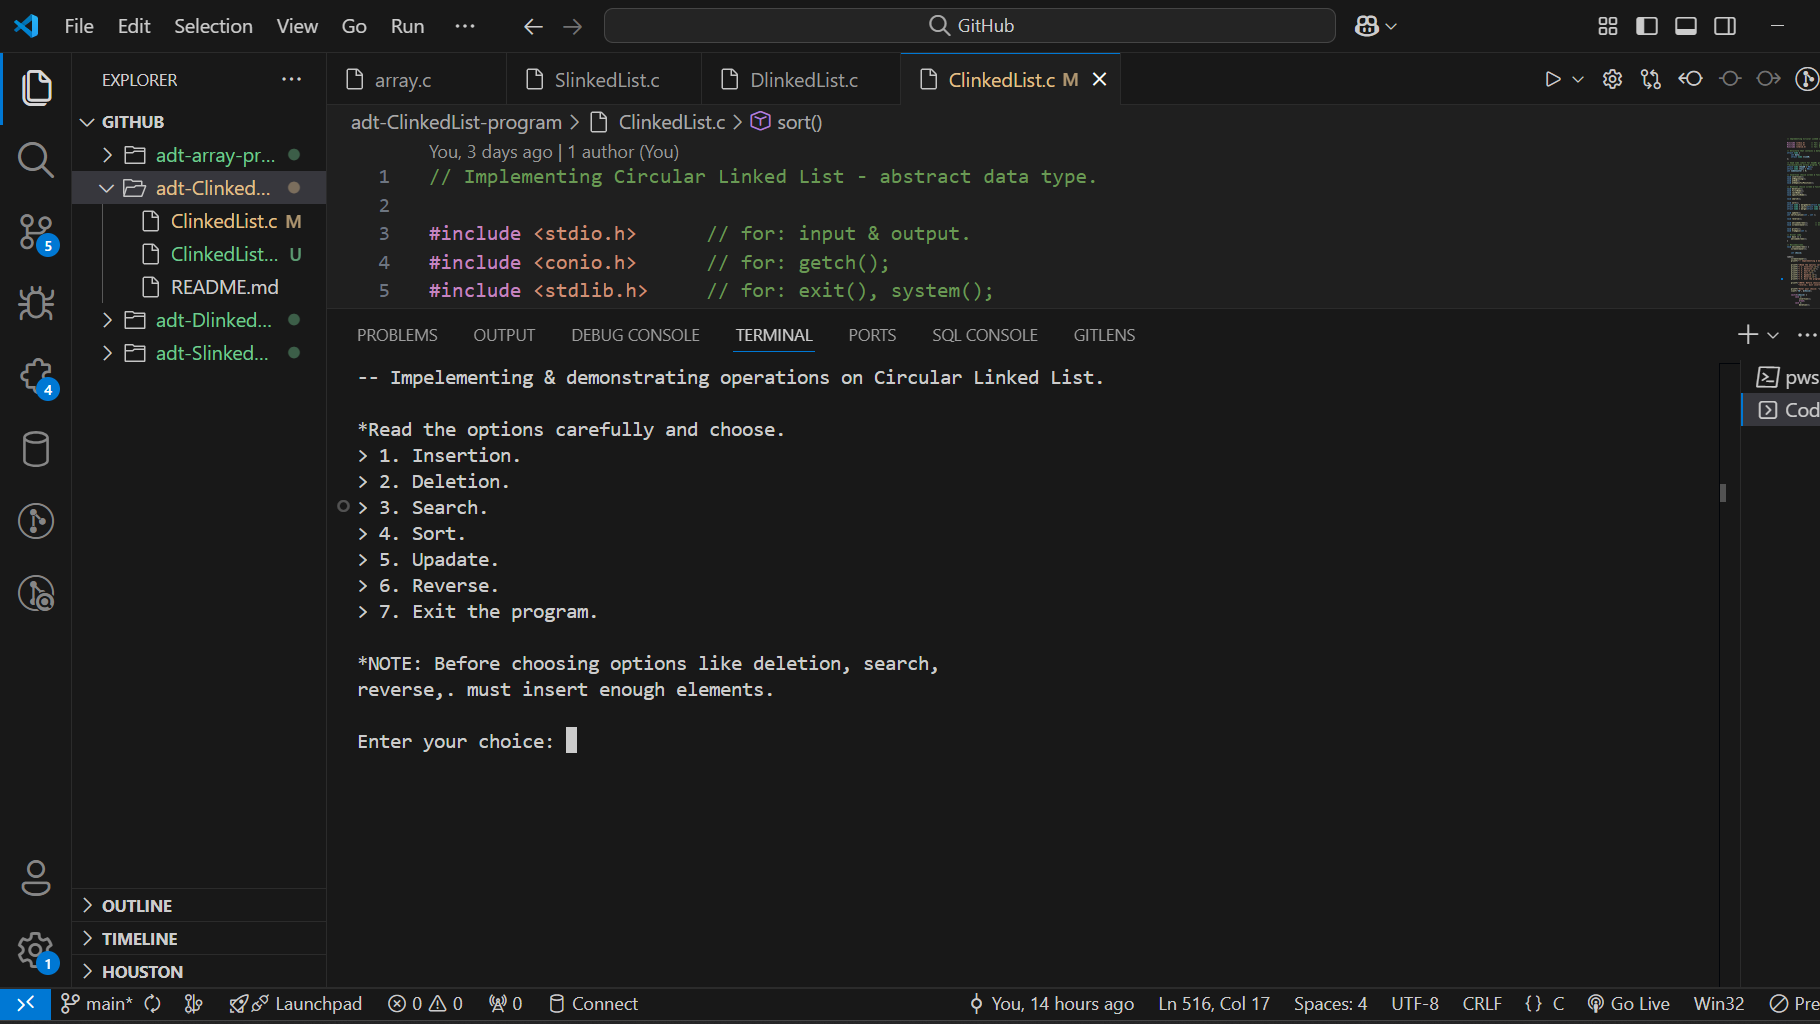 File Edit Selection View Go Run ··· GitHub
EXPLORER ···
GITHUB
adt-array-pr...
adt-Clinked...
ClinkedList.c M
ClinkedList... U
README.md
adt-Dlinked...
adt-Slinked...
5
4
1
OUTLINE
TIMELINE
HOUSTON
array.c SlinkedList.c DlinkedList.c ClinkedList.c M
adt-ClinkedList-program > ClinkedList.c > sort()
You, 3 days ago | 1 author (You)
1 // Implementing Circular Linked List - abstract data type.
2
3 #include <stdio.h> // for: input & output.
4 #include <conio.h> // for: getch();
5 #include <stdlib.h> // for: exit(), system();
PROBLEMS OUTPUT DEBUG CONSOLE TERMINAL PORTS SQL CONSOLE GITLENS
-- Impelementing & demonstrating operations on Circular Linked List.
*Read the options carefully and choose.
> 1. Insertion.
> 2. Deletion.
> 3. Search.
> 4. Sort.
> 5. Upadate.
> 6. Reverse.
> 7. Exit the program.
*NOTE: Before choosing options like deletion, search,
reverse,. must insert enough elements.
Enter your choice:
pws
Cod
main* Launchpad 0 0 0 Connect You, 14 hours ago Ln 516, Col 17 Spaces: 4 UTF-8 CRLF {} C Go Live Win32 Pre